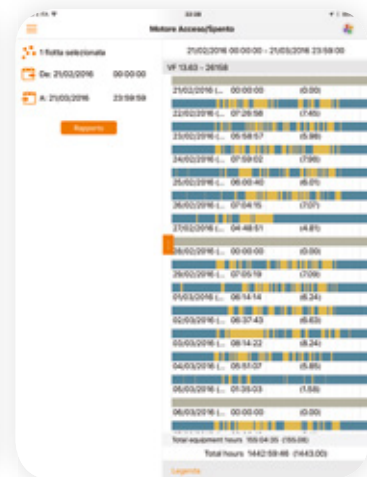 Motore Acceso/Spento
1 flotta selezionata
Da: 21/02/2016 00:00:00
A: 21/03/2016 23:59:59
Rapporto
21/02/2016 00:00:00 - 21/03/2016 23:59:00
VF 13.63 - 26158
21/02/2016 (... 00:00:00 (0.00)
22/02/2016 (... 07:26:58 (7.45)
23/02/2016 (... 05:58:57 (5.98)
24/02/2016 (... 07:59:02 (7.98)
25/02/2016 (... 06:00:40 (6.01)
26/02/2016 (... 07:04:15 (7.07)
27/02/2016 (... 04:48:51 (4.81)
28/02/2016 (... 00:00:00 (0.00)
29/02/2016 (... 07:05:19 (7.09)
01/03/2016 (... 06:14:14 (6.24)
02/03/2016 (... 06:37:43 (6.63)
03/03/2016 (... 08:14:22 (8.24)
04/03/2016 (... 05:51:07 (5.85)
05/03/2016 (... 01:35:03 (1.58)
06/03/2016 (... 00:00:00 (0.00)
Total equipment hours 155:04:35 (155.08)
Total hours 1442:59:46 (1443.00)
Legenda